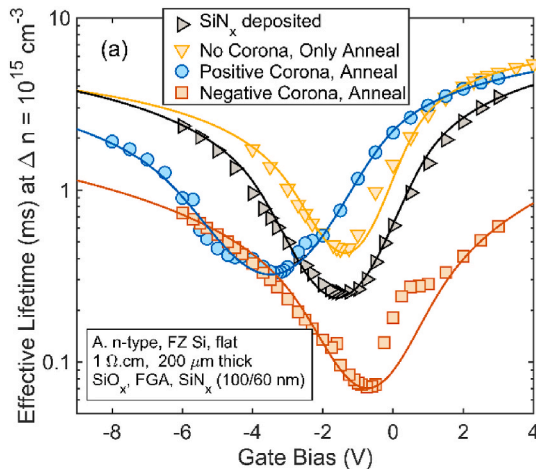 (a)
SiNₓ deposited
No Corona, Only Anneal
Positive Corona, Anneal
Negative Corona, Anneal
Effective Lifetime (ms) at Δ n = 10¹⁵ cm⁻³
10
1
0.1
A. n-type, FZ Si, flat
1 Ω.cm, 200 μm thick
SiOₓ, FGA, SiNₓ (100/60 nm)
-8 -6 -4 -2 0 2 4
Gate Bias (V)